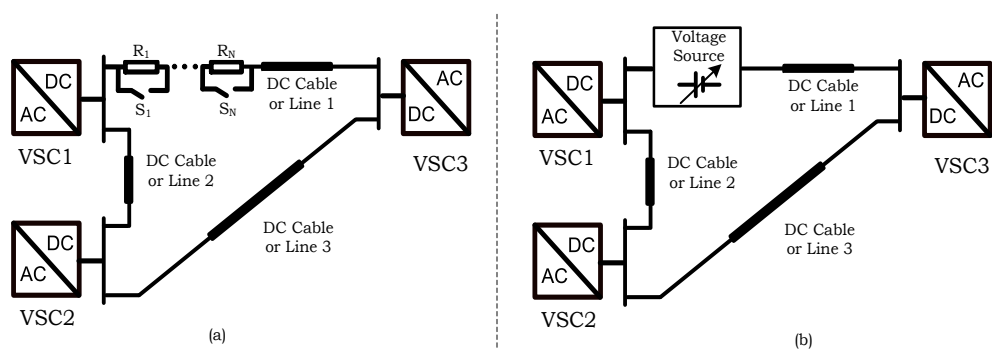 R1
RN
S1
SN
DC
AC
VSC1
DC Cable
or Line 1
AC
DC
VSC3
DC Cable
or Line 2
DC
AC
VSC2
DC Cable
or Line 3
(a)
Voltage
Source
DC
AC
VSC1
DC Cable
or Line 1
AC
DC
VSC3
DC Cable
or Line 2
DC
AC
VSC2
DC Cable
or Line 3
(b)